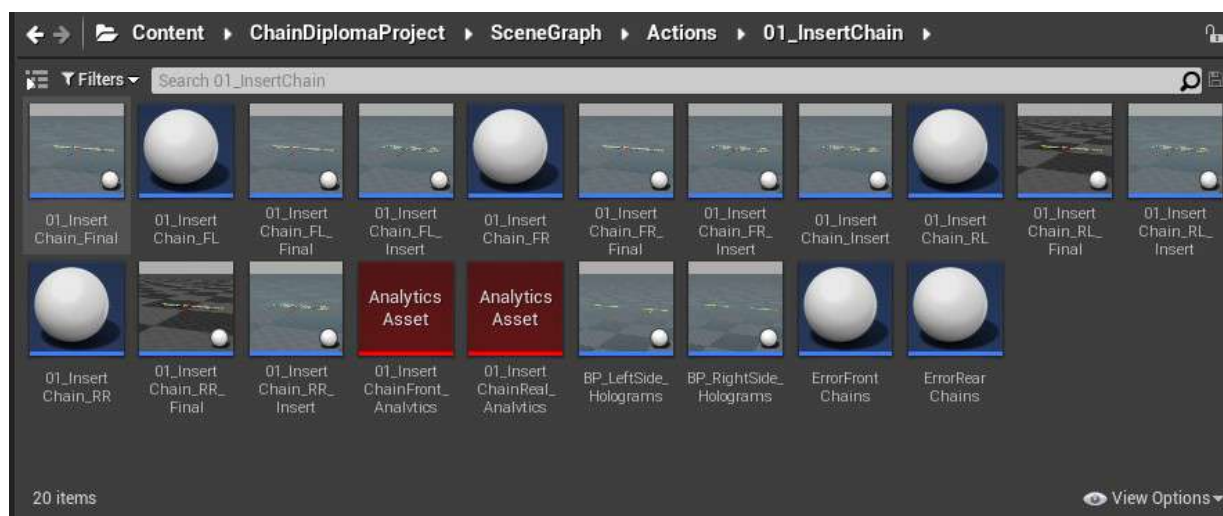 Content ChainDiplomaProject SceneGraph Actions 01_InsertChain
Filters Search 01_InsertChain
01_Insert
Chain_Final
01_Insert
Chain_FL
01_Insert
Chain_FL_
Final
01_Insert
Chain_FL_
Insert
01_Insert
Chain_FR
01_Insert
Chain_FR_
Final
01_Insert
Chain_FR_
Insert
01_Insert
Chain_Insert
01_Insert
Chain_RL
01_Insert
Chain_RL_
Final
01_Insert
Chain_RL_
Insert
01_Insert
Chain_RR
01_Insert
Chain_RR_
Final
01_Insert
Chain_RR_
Insert
Analytics
Asset
01_Insert
ChainFront_
Analytics
Analytics
Asset
01_Insert
ChainReal_
Analytics
BP_LeftSide_
Holograms
BP_RightSide_
Holograms
ErrorFront
Chains
ErrorRear
Chains
20 items
View Options